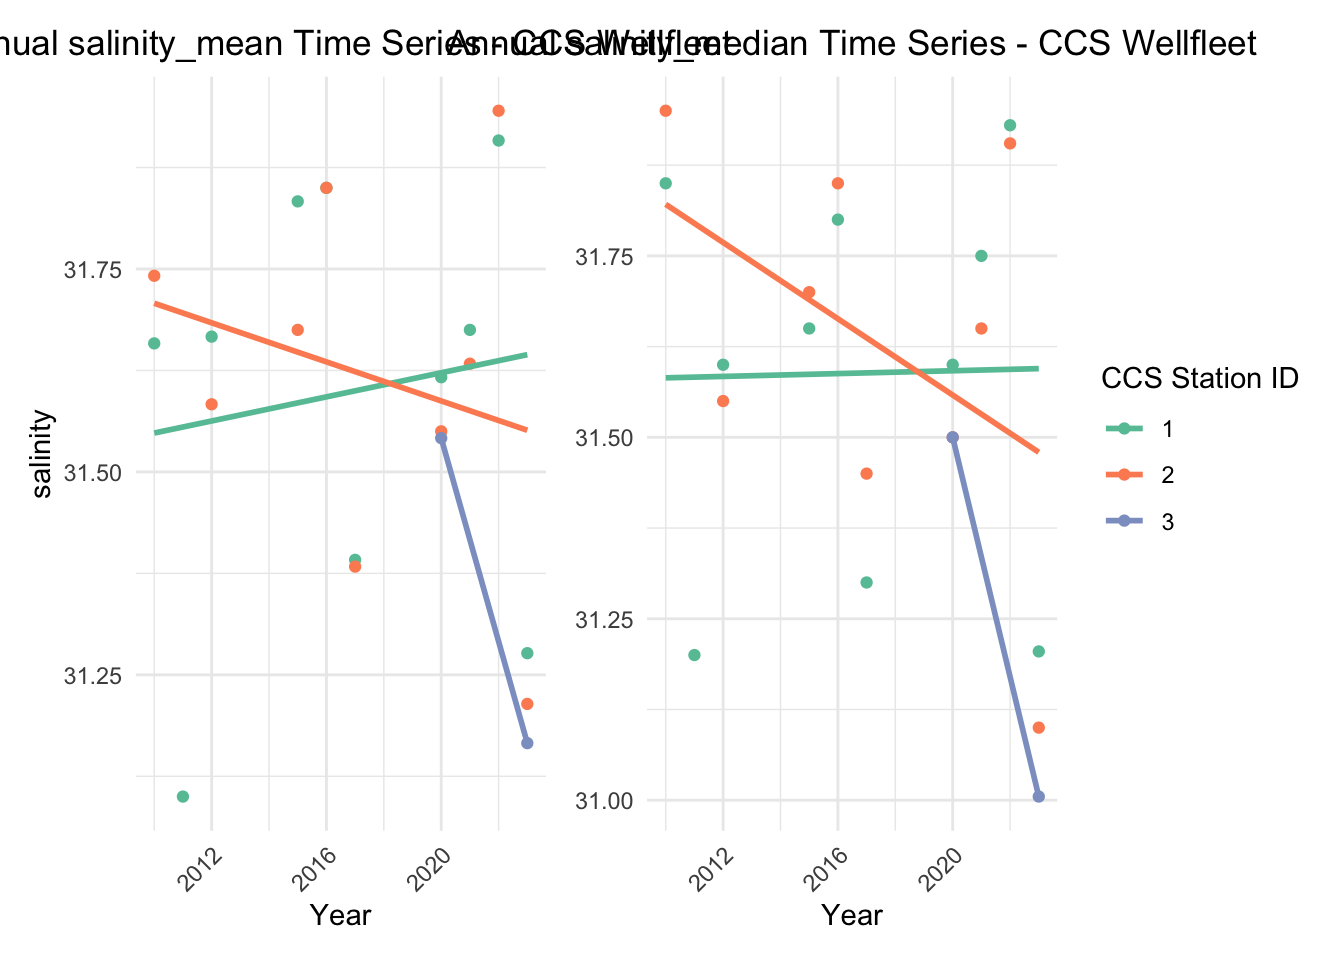 nual salinity_mean Time Series - CCS Wellfleet
Annual salinity_median Time Series - CCS Wellfleet
salinity
31.75
31.50
31.25
2012
2016
2020
Year
31.75
31.50
31.25
31.00
2012
2016
2020
Year
CCS Station ID
1
2
3